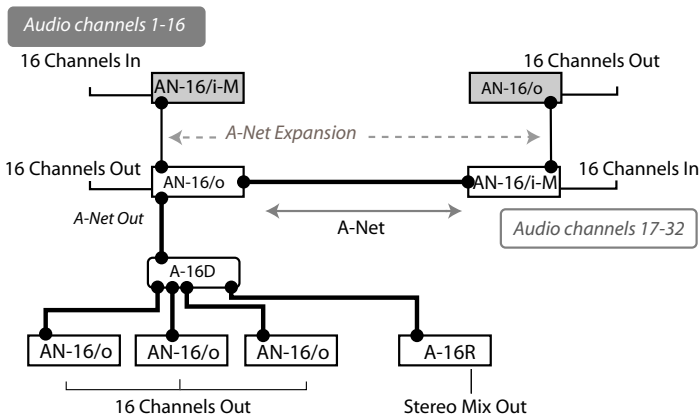 Audio channels 1-16
16 Channels In
16 Channels Out
AN-16/i-M
AN-16/o
A-Net Expansion
16 Channels Out
AN-16/o
AN-16/i-M
16 Channels In
A-Net Out
A-Net
Audio channels 17-32
A-16D
AN-16/o
AN-16/o
AN-16/o
A-16R
16 Channels Out
Stereo Mix Out